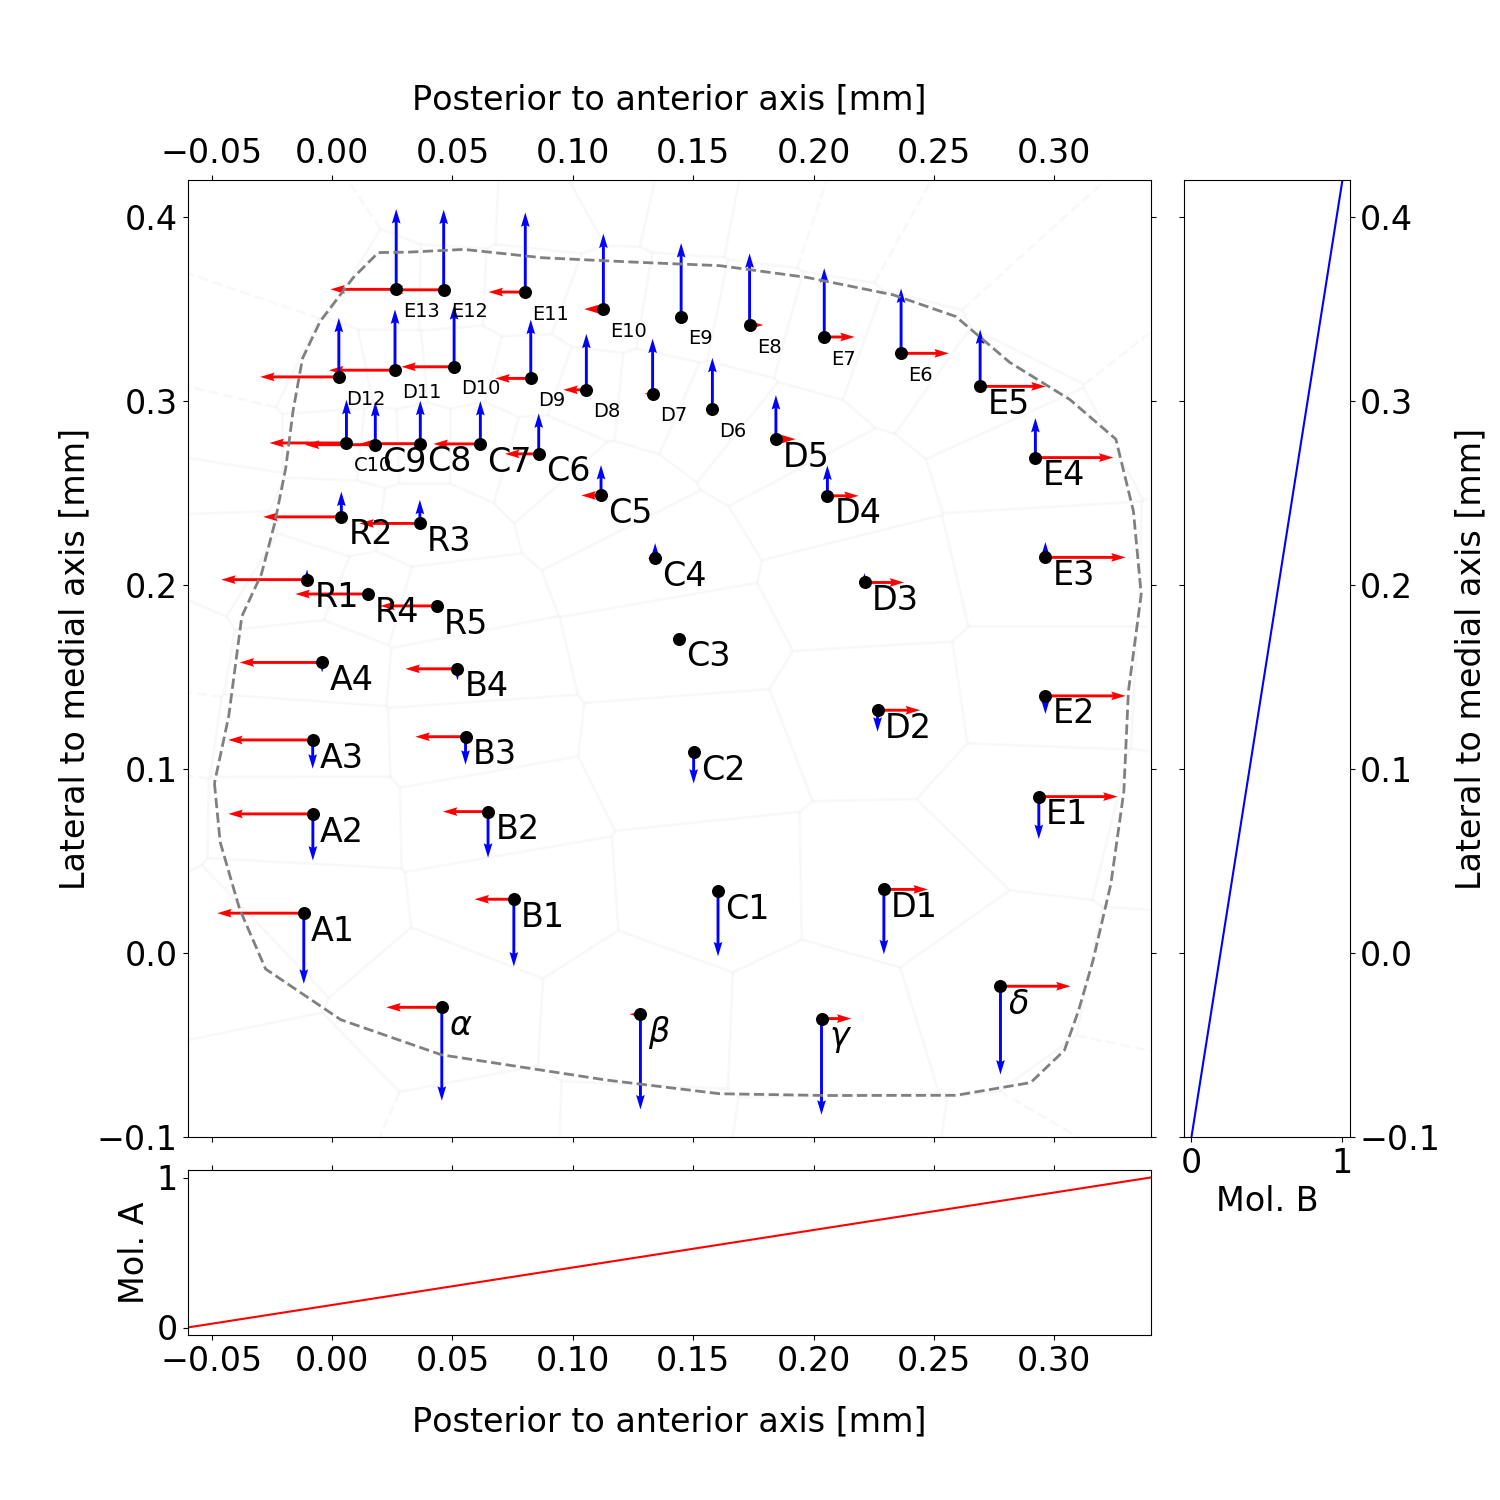 Posterior to anterior axis [mm]
−0.05 0.00 0.05 0.10 0.15 0.20 0.25 0.30
Lateral to medial axis [mm]
0.4
0.3
0.2
0.1
0.0
−0.1
E13 E12 E11 E10 E9 E8 E7 E6 E5
D12 D11 D10 D9 D8 D7 D6 D5 D4
C10 C9 C8 C7 C6 C5 C4
E4
R2 R3
E3
R1 R4 R5 D3
C3
A4 B4
E2
D2
A3 B3 C2
E1
A2 B2
A1 B1 C1 D1
α β γ δ
0.4
0.3
0.2
0.1
0.0
−0.1
Lateral to medial axis [mm]
0 1
Mol. B
Mol. A
1
0
−0.05 0.00 0.05 0.10 0.15 0.20 0.25 0.30
Posterior to anterior axis [mm]